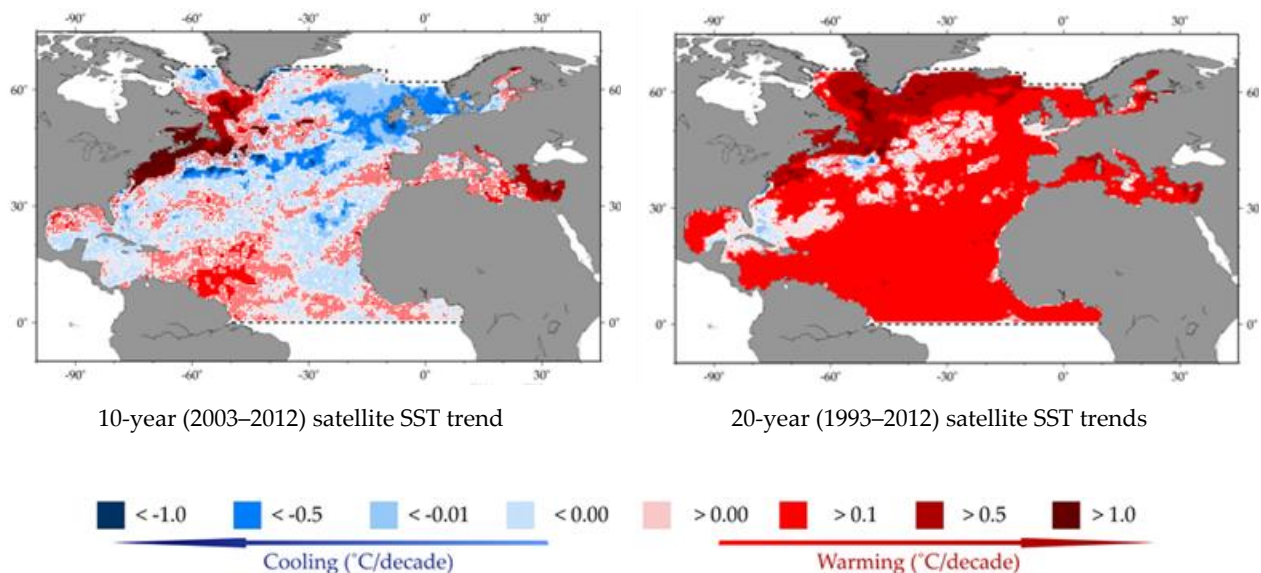 -90° -60° -30° 0° 30° -90° -60° -30° 0° 30°
60° 60 60° 60
30° 30 30° 30
0° 0° 0° 0°
-90° -60° -30° 0° 30° -90° -60° -30° 0° 30°
10-year (2003–2012) satellite SST trend
20-year (1993–2012) satellite SST trends
< -1.0 < -0.5 < -0.01 < 0.00 > 0.00 > 0.1 > 0.5 > 1.0
Cooling (°C/decade) Warming (°C/decade)